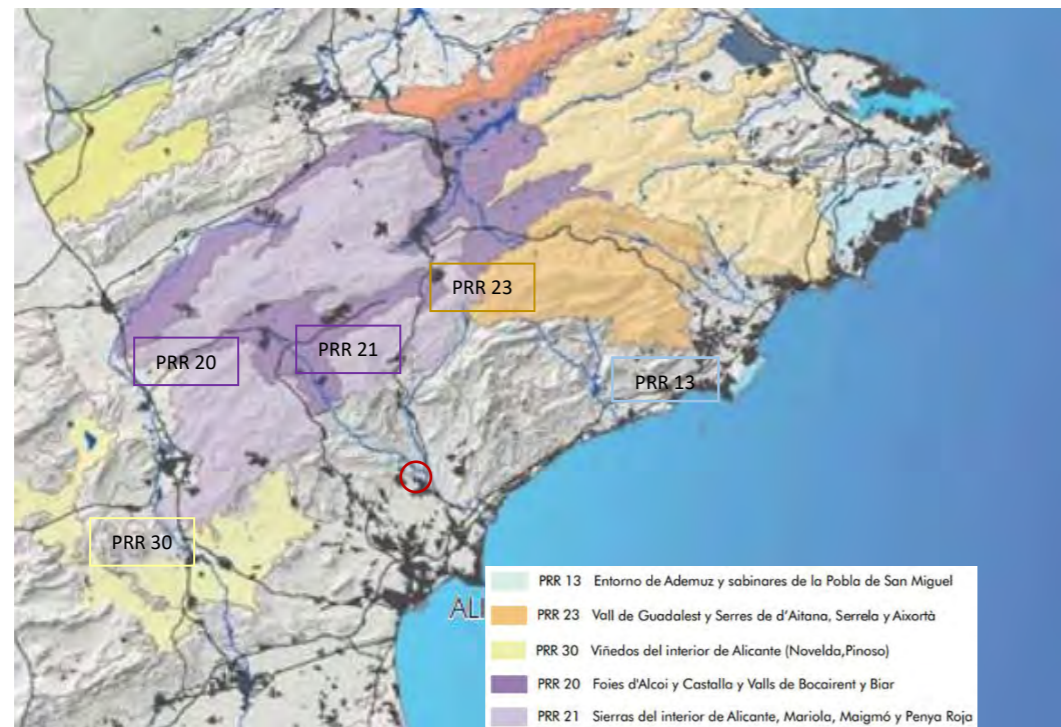 PRR 23
PRR 21
PRR 20
PRR 13
PRR 30
ALI
PRR 13 Entorno de Ademuz y sabinares de la Pobla de San Miguel
PRR 23 Vall de Guadalest y Serres de d'Aitana, Serrela y Aixortà
PRR 30 Viñedos del interior de Alicante (Novelda,Pinoso)
PRR 20 Foies d'Alcoi y Castalla y Valls de Bocairent y Biar
PRR 21 Sierras del interior de Alicante, Mariola, Maigmó y Penya Roja